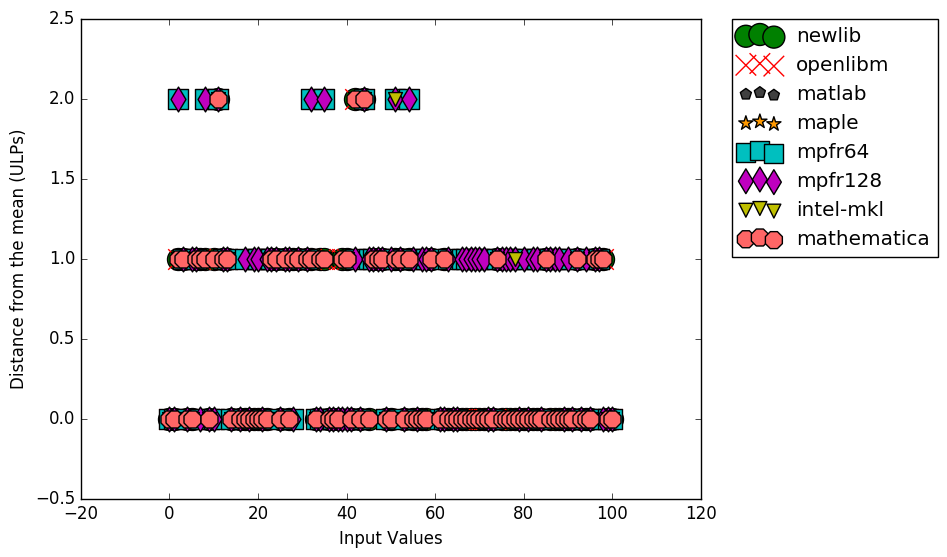 2.5
2.0
1.5
1.0
0.5
0.0
−0.5
Distance from the mean (ULPs)
−20 0 20 40 60 80 100 120
Input Values
newlib
openlibm
matlab
maple
mpfr64
mpfr128
intel-mkl
mathematica